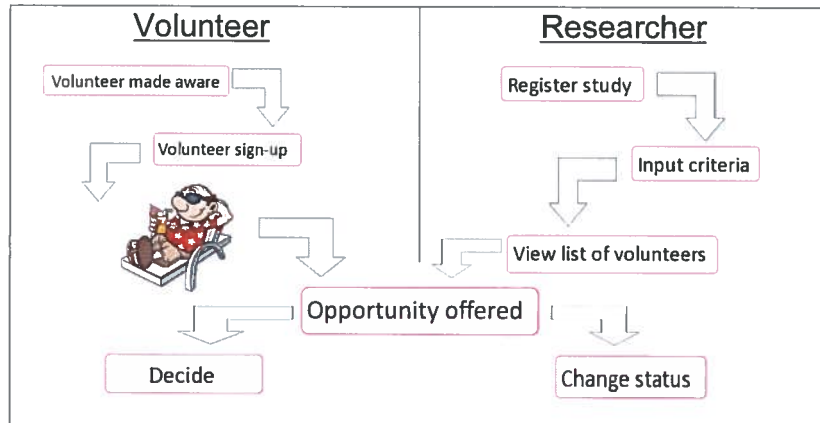 Volunteer
Volunteer made aware
Volunteer sign-up
Researcher
Register study
Input criteria
View list of volunteers
Opportunity offered
Decide
Change status